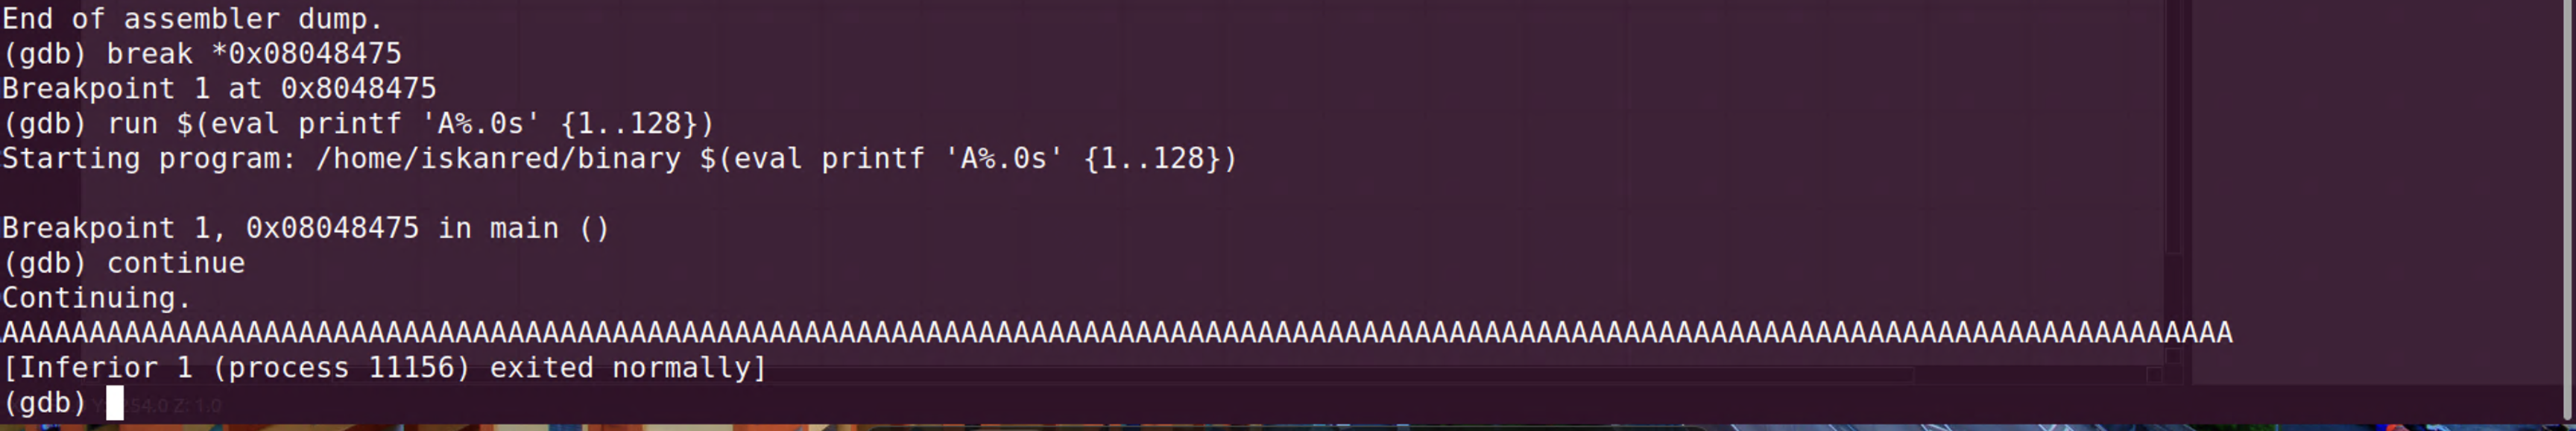 End of assembler dump.
(gdb) break *0x08048475
Breakpoint 1 at 0x8048475
(gdb) run $(eval printf 'A%.0s' {1..128})
Starting program: /home/iskanred/binary $(eval printf 'A%.0s' {1..128})
Breakpoint 1, 0x08048475 in main ()
(gdb) continue
Continuing.
AAAAAAAAAAAAAAAAAAAAAAAAAAAAAAAAAAAAAAAAAAAAAAAAAAAAAAAAAAAAAAAAAAAAAAAAAAAAAAAAAAAAAAAAAAAAAAAAAAAAAAAAAAAAAAAAAAAAAAAAAAAAAAAA
[Inferior 1 (process 11156) exited normally]
(gdb)